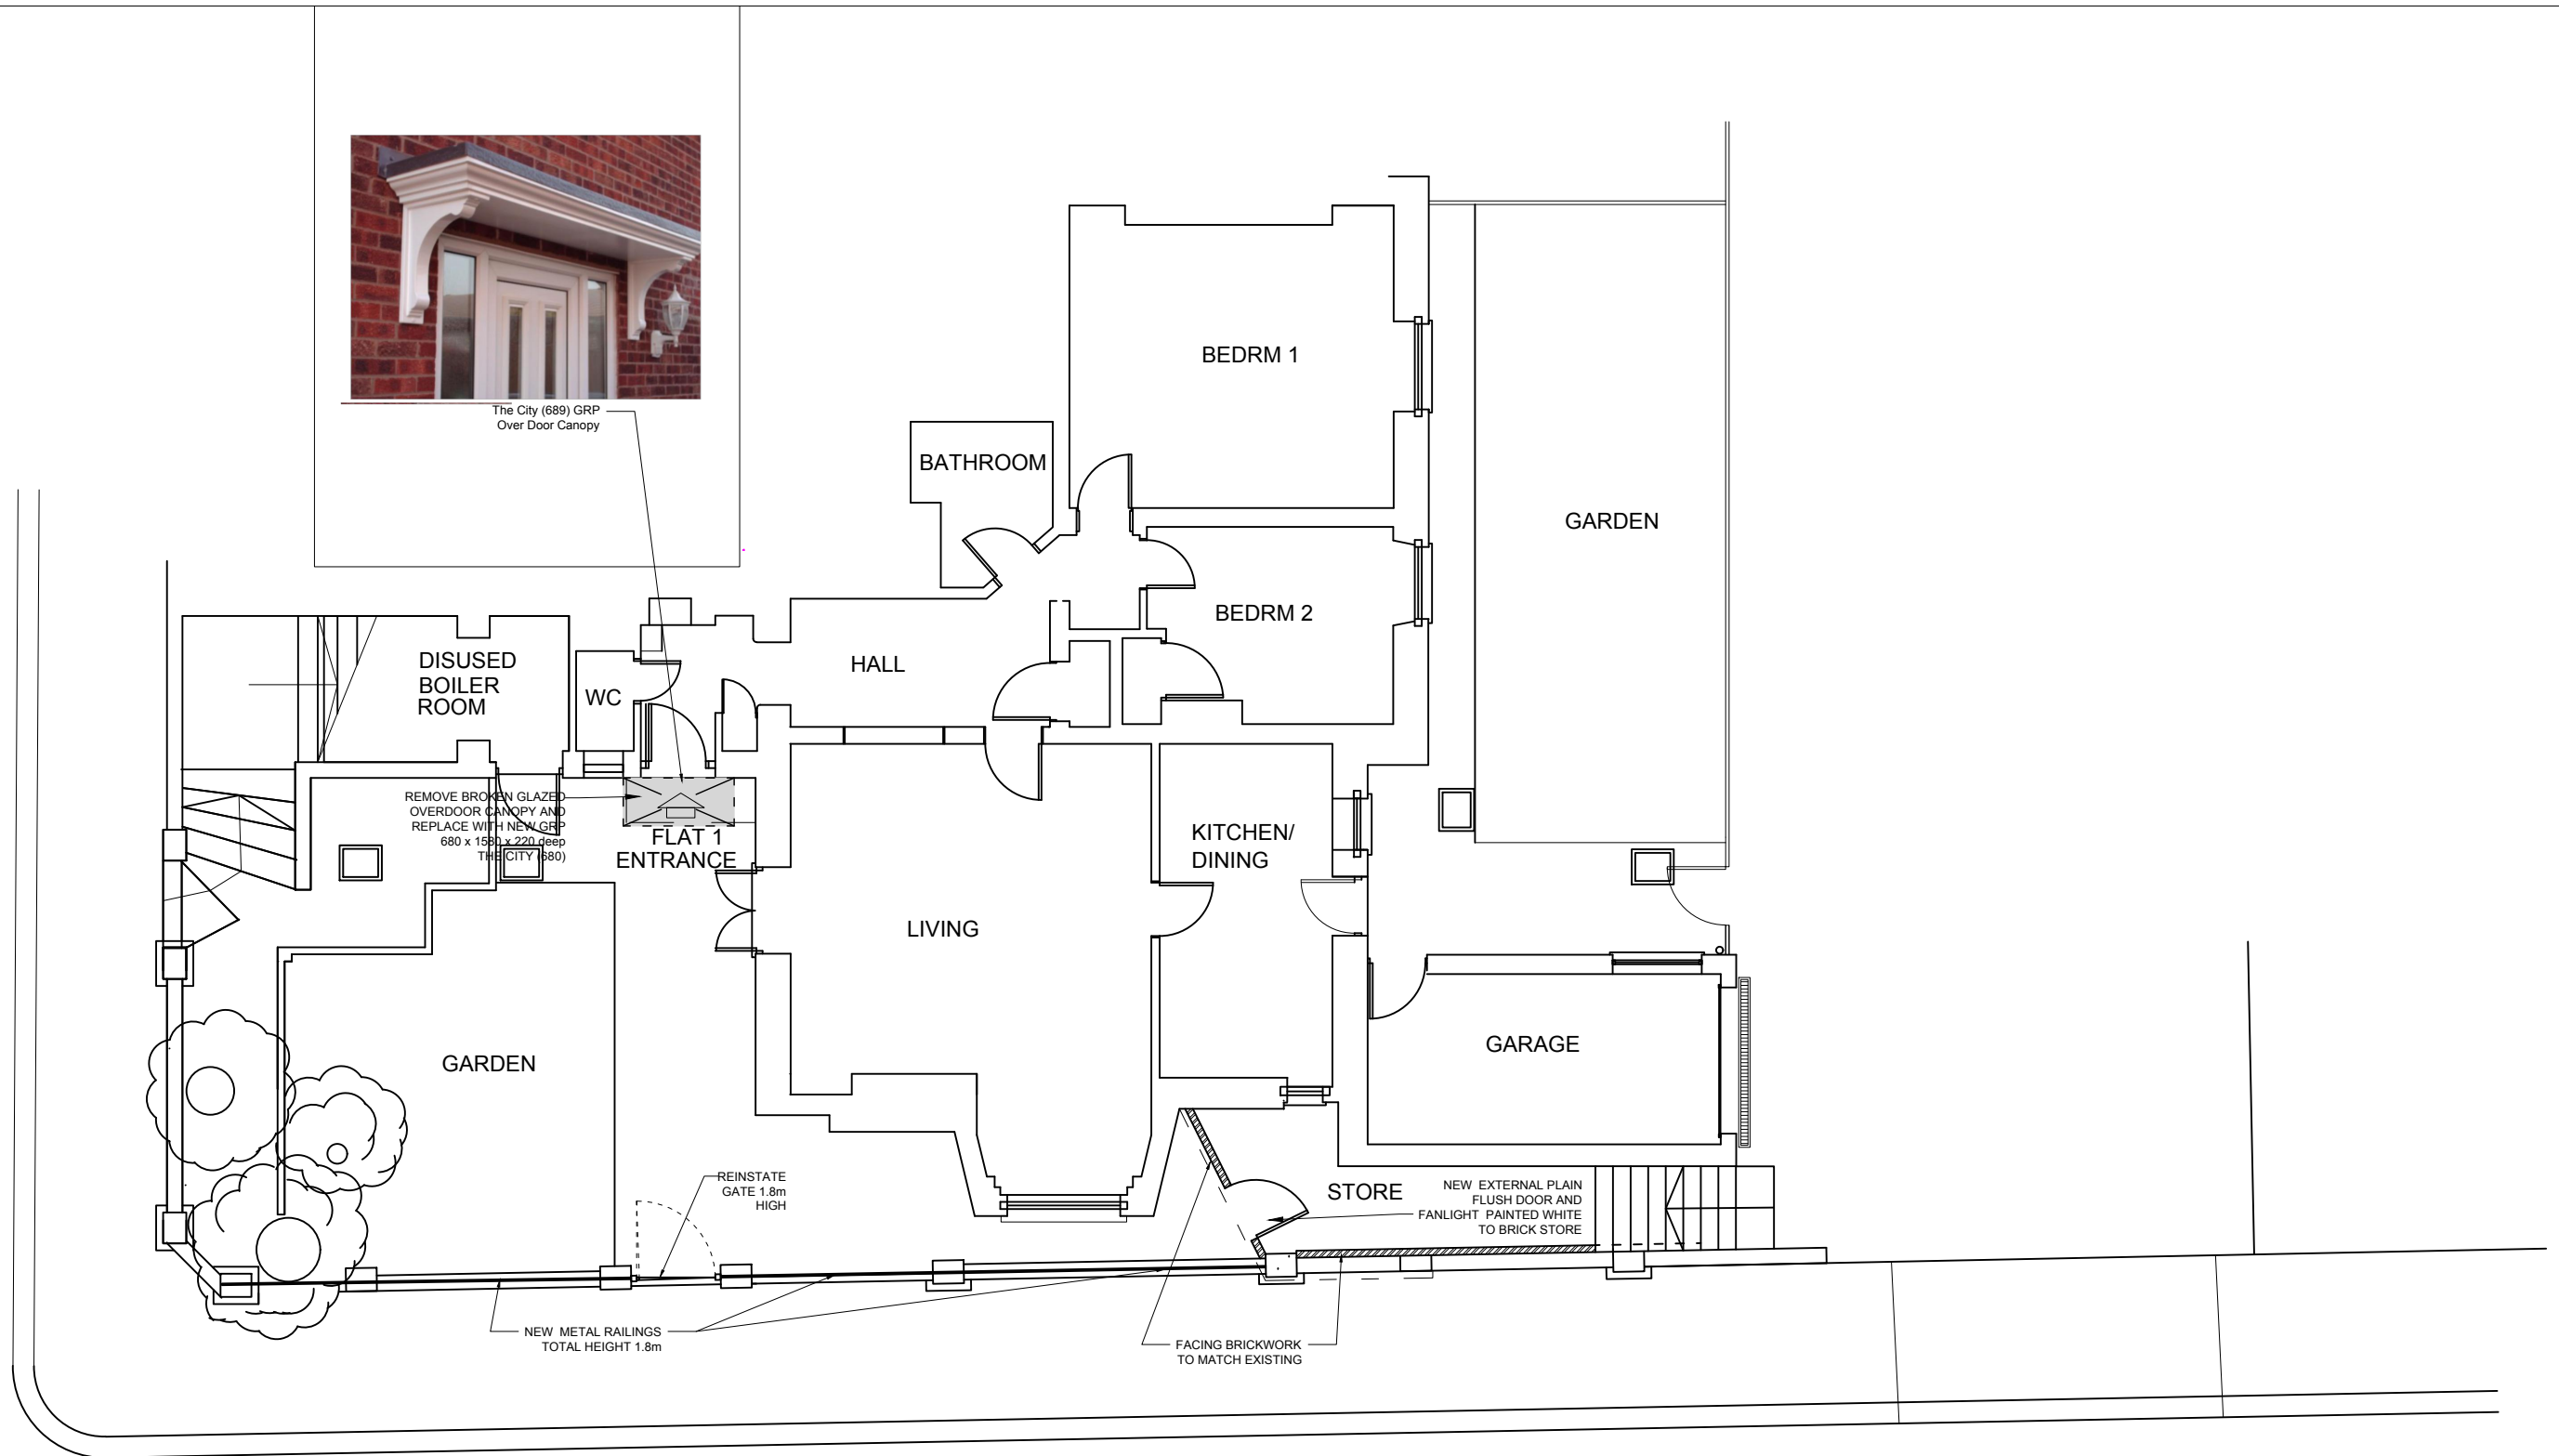 The City (689) GRP
Over Door Canopy
BEDRM 1
BATHROOM
GARDEN
BEDRM 2
DISUSED
BOILER
ROOM
WC
HALL
REMOVE BROKEN GLAZED
OVERDOOR CANOPY AND
REPLACE WITH NEW GRP
680 x 1580 x 220 deep
THE CITY (680)
FLAT 1
ENTRANCE
KITCHEN/
DINING
LIVING
GARDEN
GARAGE
REINSTATE
GATE 1.8m
HIGH
STORE
NEW EXTERNAL PLAIN
FLUSH DOOR AND
FANLIGHT PAINTED WHITE
TO BRICK STORE
NEW METAL RAILINGS
TOTAL HEIGHT 1.8m
FACING BRICKWORK
TO MATCH EXISTING